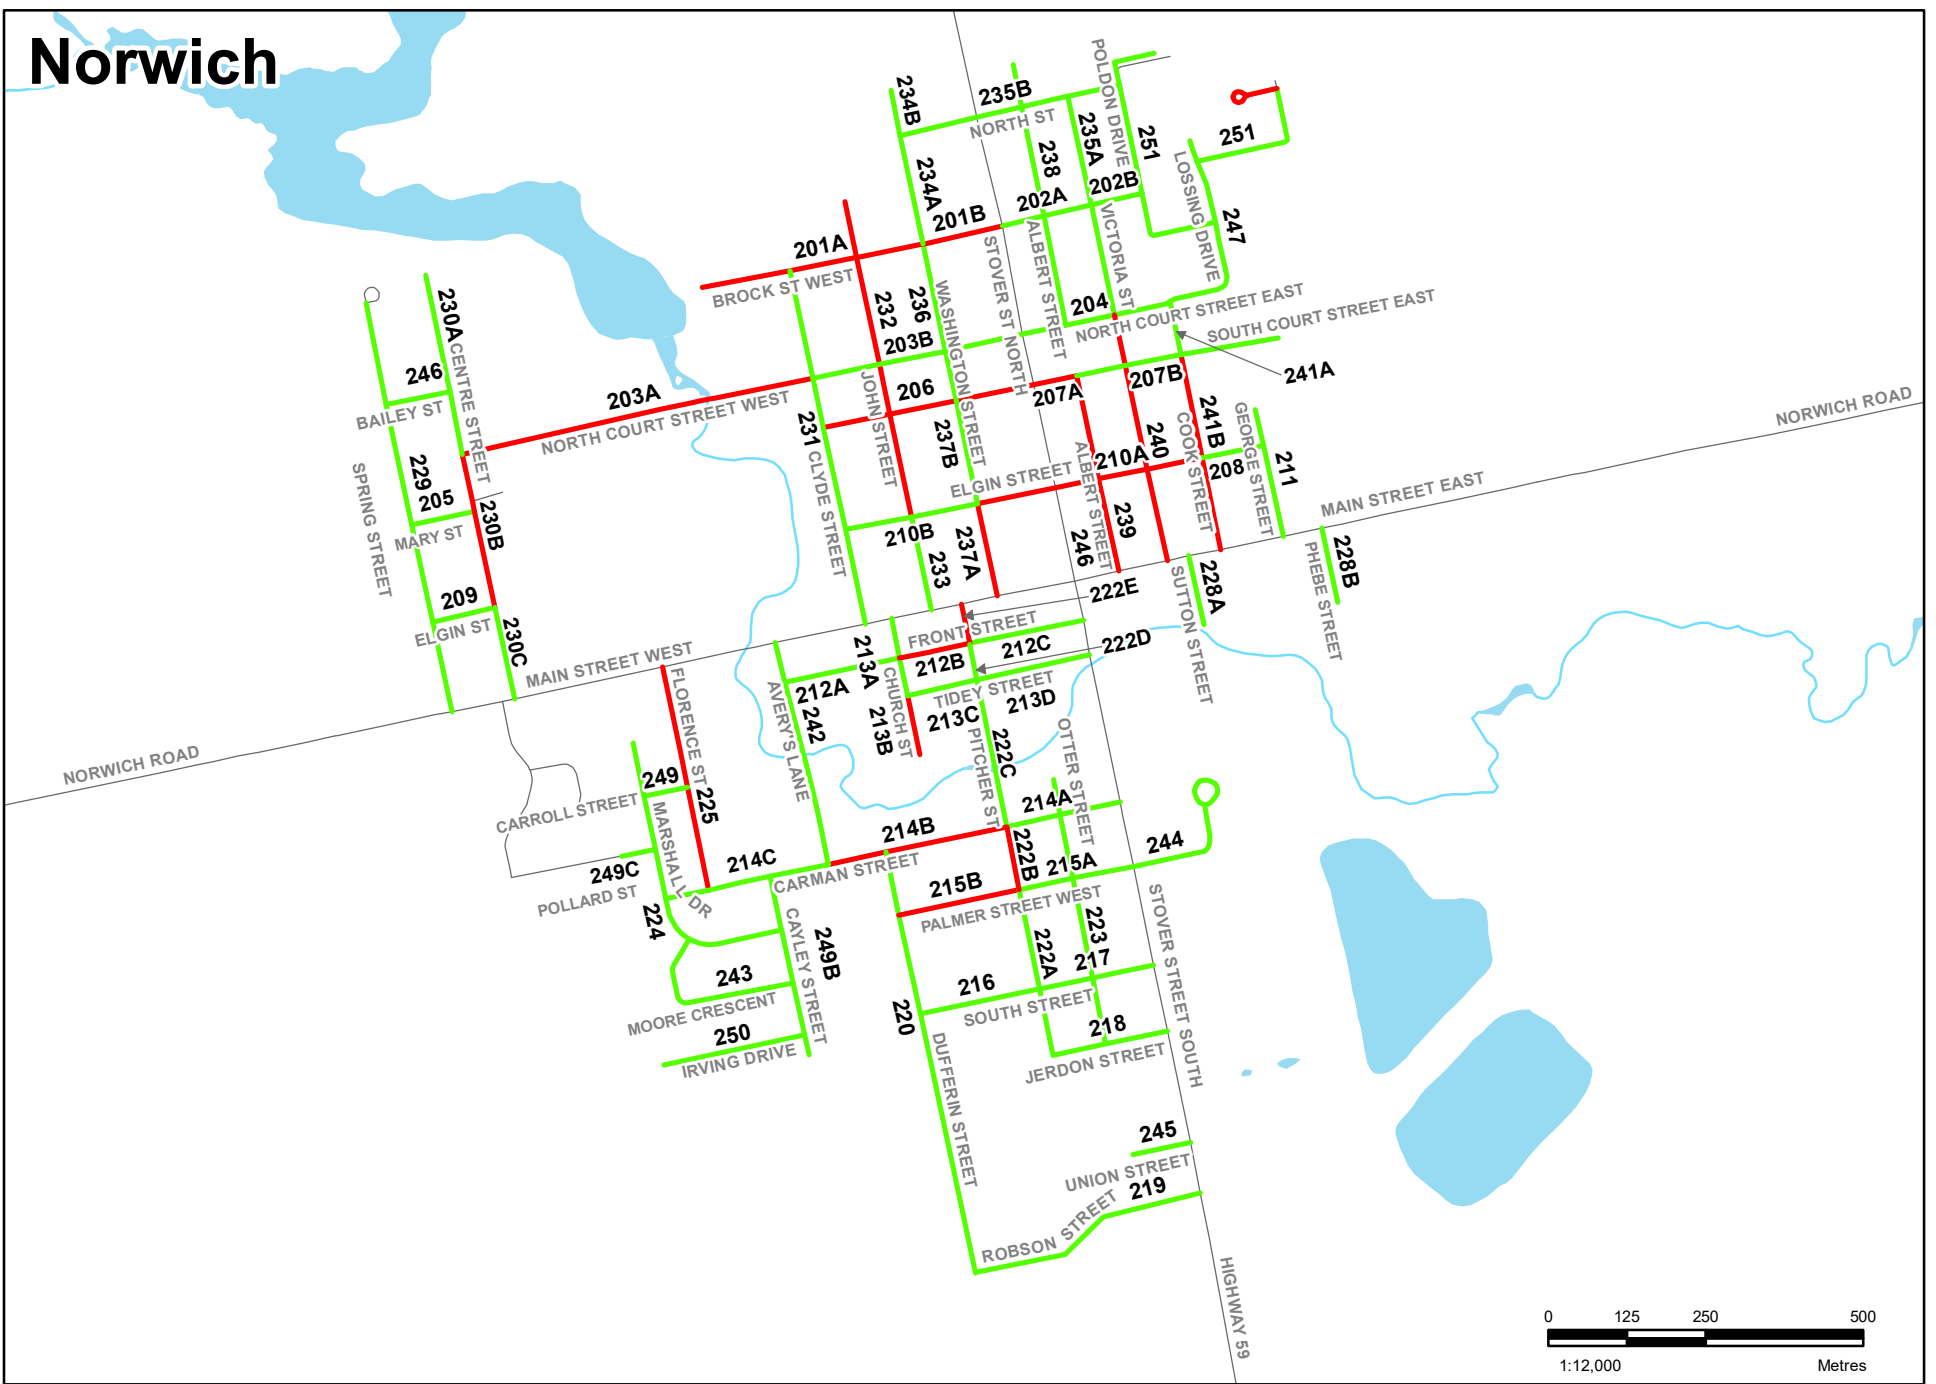 Norwich
POLDON DRIVE
234B
235B
NORTH ST
238
235A
251
251
LOSSING DRIVE
234A
202B
202A
201B
201A
BROCK ST WEST
STOVER ST NORTH
ALBERT STREET
VICTORIA ST
247
232
236
WASHINGTON STREET
204
NORTH COURT STREET EAST
SOUTH COURT STREET EAST
203B
241A
230A
CENTRE STREET
246
BAILEY ST
203A
NORTH COURT STREET WEST
JOHN STREET
206
207A
207B
231
CLYDE STREET
237B
ELGIN STREET
ALBERT STREET
210A
240
COOK STREET
241B
GEORGE STREET
208
211
NORWICH ROAD
MAIN STREET EAST
SPRING STREET
229
205
MARY ST
230B
210B
233
237A
246
239
228A
SUTTON STREET
228B
PHEBE STREET
209
ELGIN ST
230C
MAIN STREET WEST
222E
FRONT STREET
212C
222D
213A
212B
212A
TIDEY STREET
213D
CHURCH ST
213C
213B
FLORENCE ST
AVERY'S LANE
242
PITCHER ST
222C
OTTER STREET
NORWICH ROAD
249
CARROLL STREET
MARSHALL DR
225
214A
214B
214C
CARMAN STREET
222B
215A
244
215B
PALMER STREET WEST
249C
POLLARD ST
224
CAYLEY STREET
249B
222A
223
217
STOVER STREET SOUTH
243
MOORE CRESCENT
216
SOUTH STREET
250
IRVING DRIVE
220
DUFFERIN STREET
218
JERDON STREET
245
UNION STREET
219
ROBSON STREET
HIGHWAY 59
0 125 250 500
1:12,000 Metres